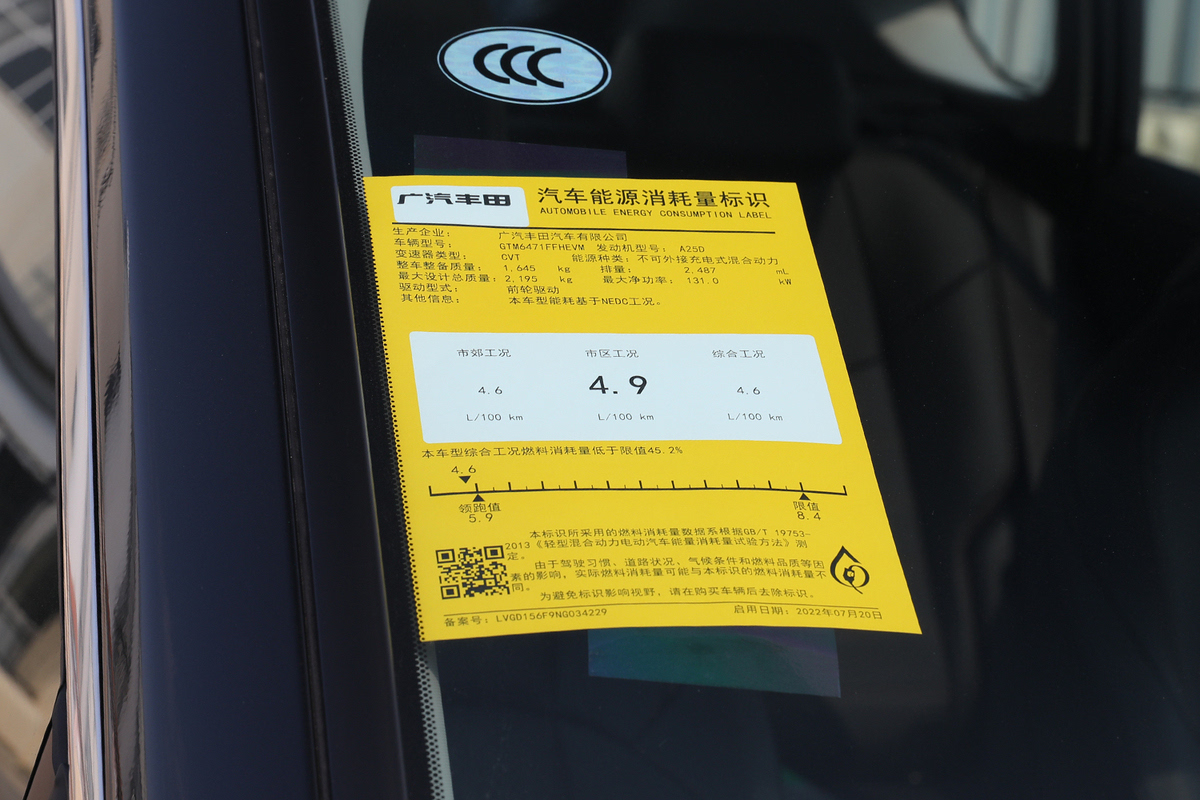 CCC
广汽丰田
汽车能源消耗量标识
AUTOMOBILE ENERGY CONSUMPTION LABEL
生产企业： 广汽丰田汽车有限公司
车辆型号： GTM6471FFHEVM 发动机型号： A25D
变速器类型： CVT 能源种类：不可外接充电式混合动力
整车整备质量： 1,645 kg 排量： 2,487 mL
最大设计总质量：2,195 kg 最大净功率：131.0 kW
驱动型式： 前轮驱动
其他信息： 本车型能耗基于NEDC工况。
市郊工况 市区工况 综合工况
4.6 4.9 4.6
L/100 km L/100 km L/100 km
本车型综合工况燃料消耗量低于限值45.2%
4.6
领跑值 限值
5.9 8.4
本标识所采用的燃料消耗量数据系根据GB/T 19753-
2013《轻型混合动力电动汽车能量消耗量试验方法》测
定。
由于驾驶习惯、道路状况、气候条件和燃料品质等因
素的影响，实际燃料消耗量可能与本标识的燃料消耗量不
同。
为避免标识影响视野，请在购买车辆后去除标识。
备案号：LVGD156F9NG034229 启用日期：2022年07月20日